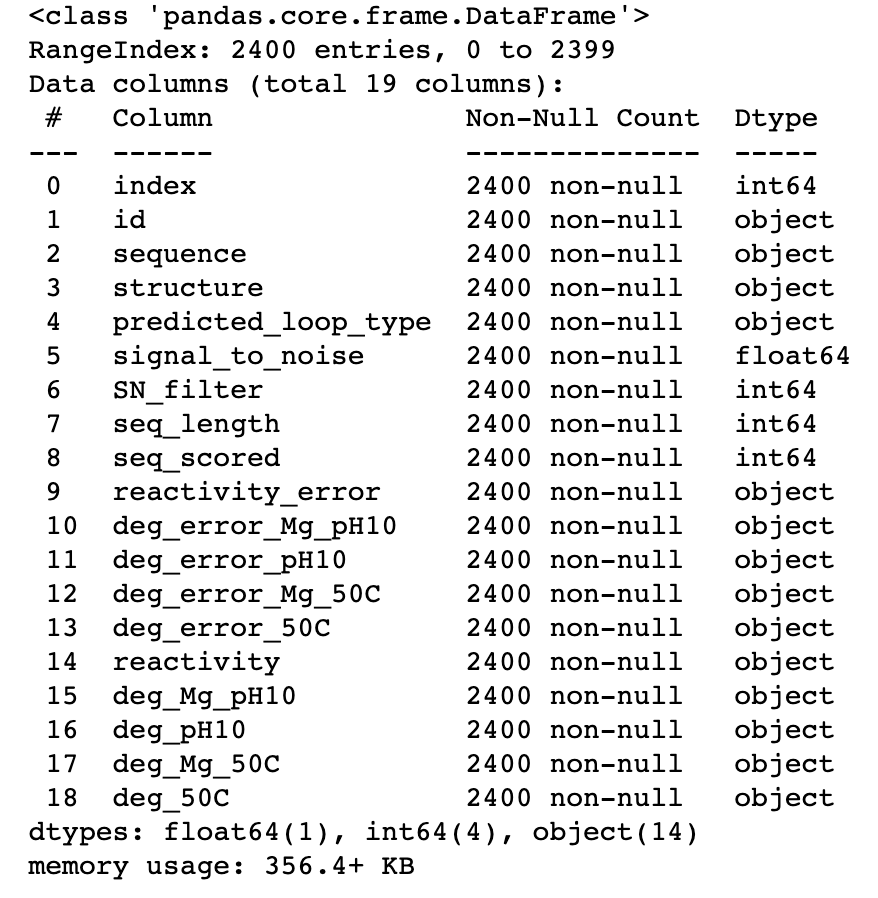 <class 'pandas.core.frame.DataFrame'>
RangeIndex: 2400 entries, 0 to 2399
Data columns (total 19 columns):
 #   Column               Non-Null Count  Dtype
---  ------               --------------  -----
 0   index                2400 non-null   int64
 1   id                   2400 non-null   object
 2   sequence             2400 non-null   object
 3   structure            2400 non-null   object
 4   predicted_loop_type  2400 non-null   object
 5   signal_to_noise      2400 non-null   float64
 6   SN_filter            2400 non-null   int64
 7   seq_length           2400 non-null   int64
 8   seq_scored           2400 non-null   int64
 9   reactivity_error     2400 non-null   object
 10  deg_error_Mg_pH10    2400 non-null   object
 11  deg_error_pH10       2400 non-null   object
 12  deg_error_Mg_50C     2400 non-null   object
 13  deg_error_50C        2400 non-null   object
 14  reactivity           2400 non-null   object
 15  deg_Mg_pH10          2400 non-null   object
 16  deg_pH10             2400 non-null   object
 17  deg_Mg_50C           2400 non-null   object
 18  deg_50C              2400 non-null   object
dtypes: float64(1), int64(4), object(14)
memory usage: 356.4+ KB